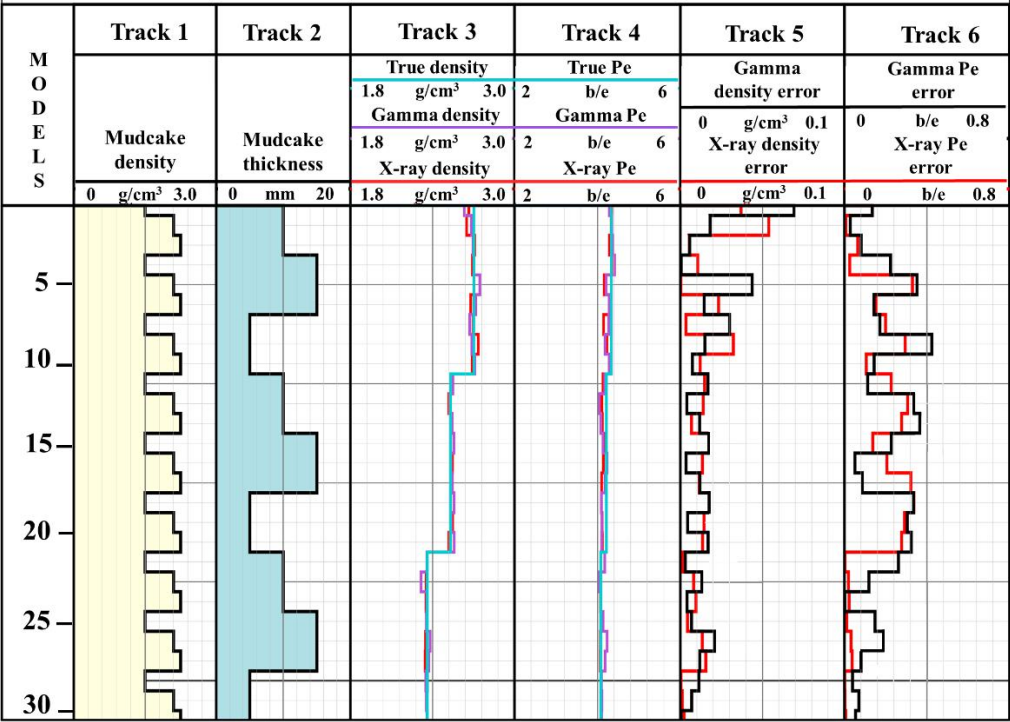 Track 1 Track 2 Track 3 Track 4 Track 5 Track 6
M
O
D
E
L
S
Mudcake
density
0 g/cm³ 3.0
Mudcake
thickness
0 mm 20
True density
1.8 g/cm³ 3.0
Gamma density
1.8 g/cm³ 3.0
X-ray density
1.8 g/cm³ 3.0
True Pe
2 b/e 6
Gamma Pe
2 b/e 6
X-ray Pe
2 b/e 6
Gamma
density error
0 g/cm³ 0.1
X-ray density
error
0 g/cm³ 0.1
Gamma Pe
error
0 b/e 0.8
X-ray Pe
error
0 b/e 0.8
5
10
15
20
25
30